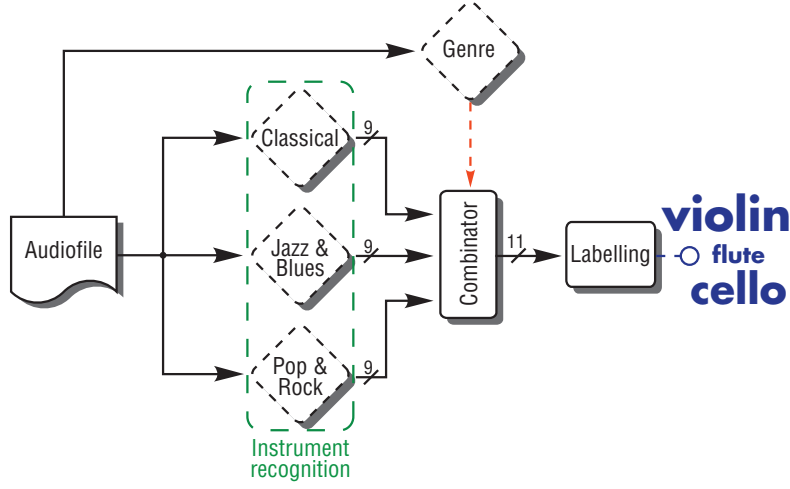 Genre
Classical
9
Audiofile
Jazz &
Blues
9
Combinator
11
Labelling
violin
flute
cello
Pop &
Rock
9
Instrument
recognition